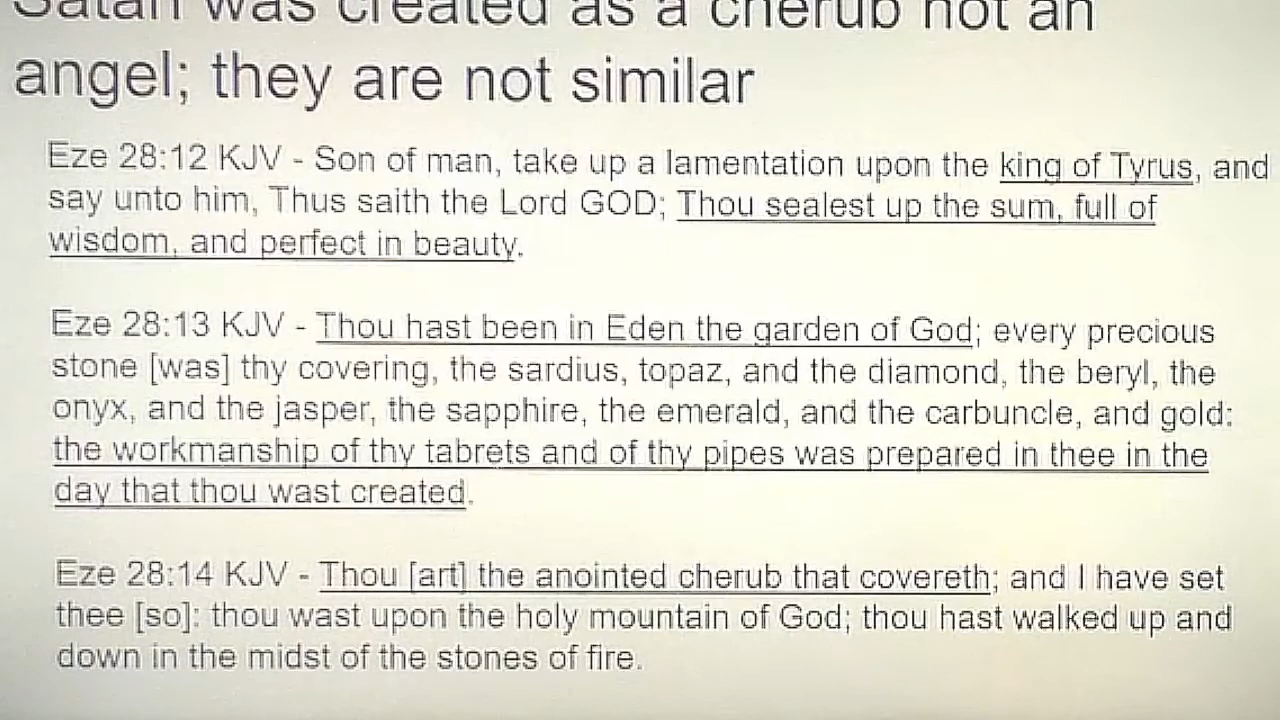 Satan was created as a cherub not an
angel; they are not similar
Eze 28:12 KJV - Son of man, take up a lamentation upon the king of Tyrus, and
say unto him, Thus saith the Lord GOD; Thou sealest up the sum, full of
wisdom, and perfect in beauty.
Eze 28:13 KJV - Thou hast been in Eden the garden of God; every precious
stone [was] thy covering, the sardius, topaz, and the diamond, the beryl, the
onyx, and the jasper, the sapphire, the emerald, and the carbuncle, and gold:
the workmanship of thy tabrets and of thy pipes was prepared in thee in the
day that thou wast created.
Eze 28:14 KJV - Thou [art] the anointed cherub that covereth; and I have set
thee [so]: thou wast upon the holy mountain of God; thou hast walked up and
down in the midst of the stones of fire.